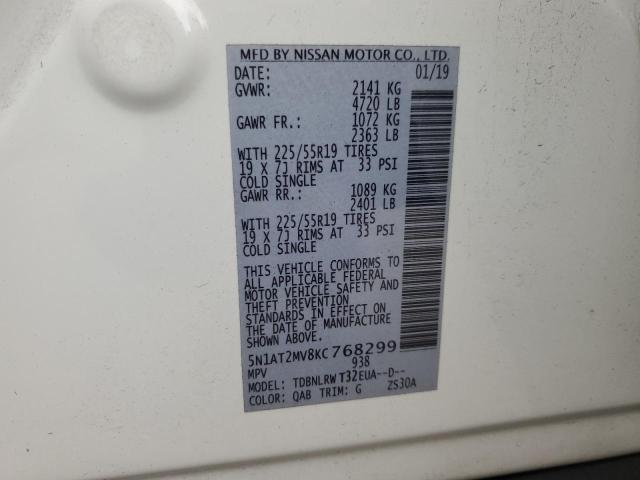 MFD BY NISSAN MOTOR CO., LTD.
DATE: 01/19
GVWR: 2141 KG
4720 LB
GAWR FR.: 1072 KG
2363 LB
WITH 225/55R19 TIRES
19 X 7J RIMS AT 33 PSI
COLD SINGLE
GAWR RR.: 1089 KG
2401 LB
WITH 225/55R19 TIRES
19 X 7J RIMS AT 33 PSI
COLD SINGLE
THIS VEHICLE CONFORMS TO
ALL APPLICABLE FEDERAL
MOTOR VEHICLE SAFETY AND
THEFT PREVENTION
STANDARDS IN EFFECT ON
THE DATE OF MANUFACTURE
SHOWN ABOVE.
5N1AT2MV8KC768299
MPV 938
MODEL: TDBNLRWT32EUA--D--
COLOR: QAB TRIM: G ZS30A